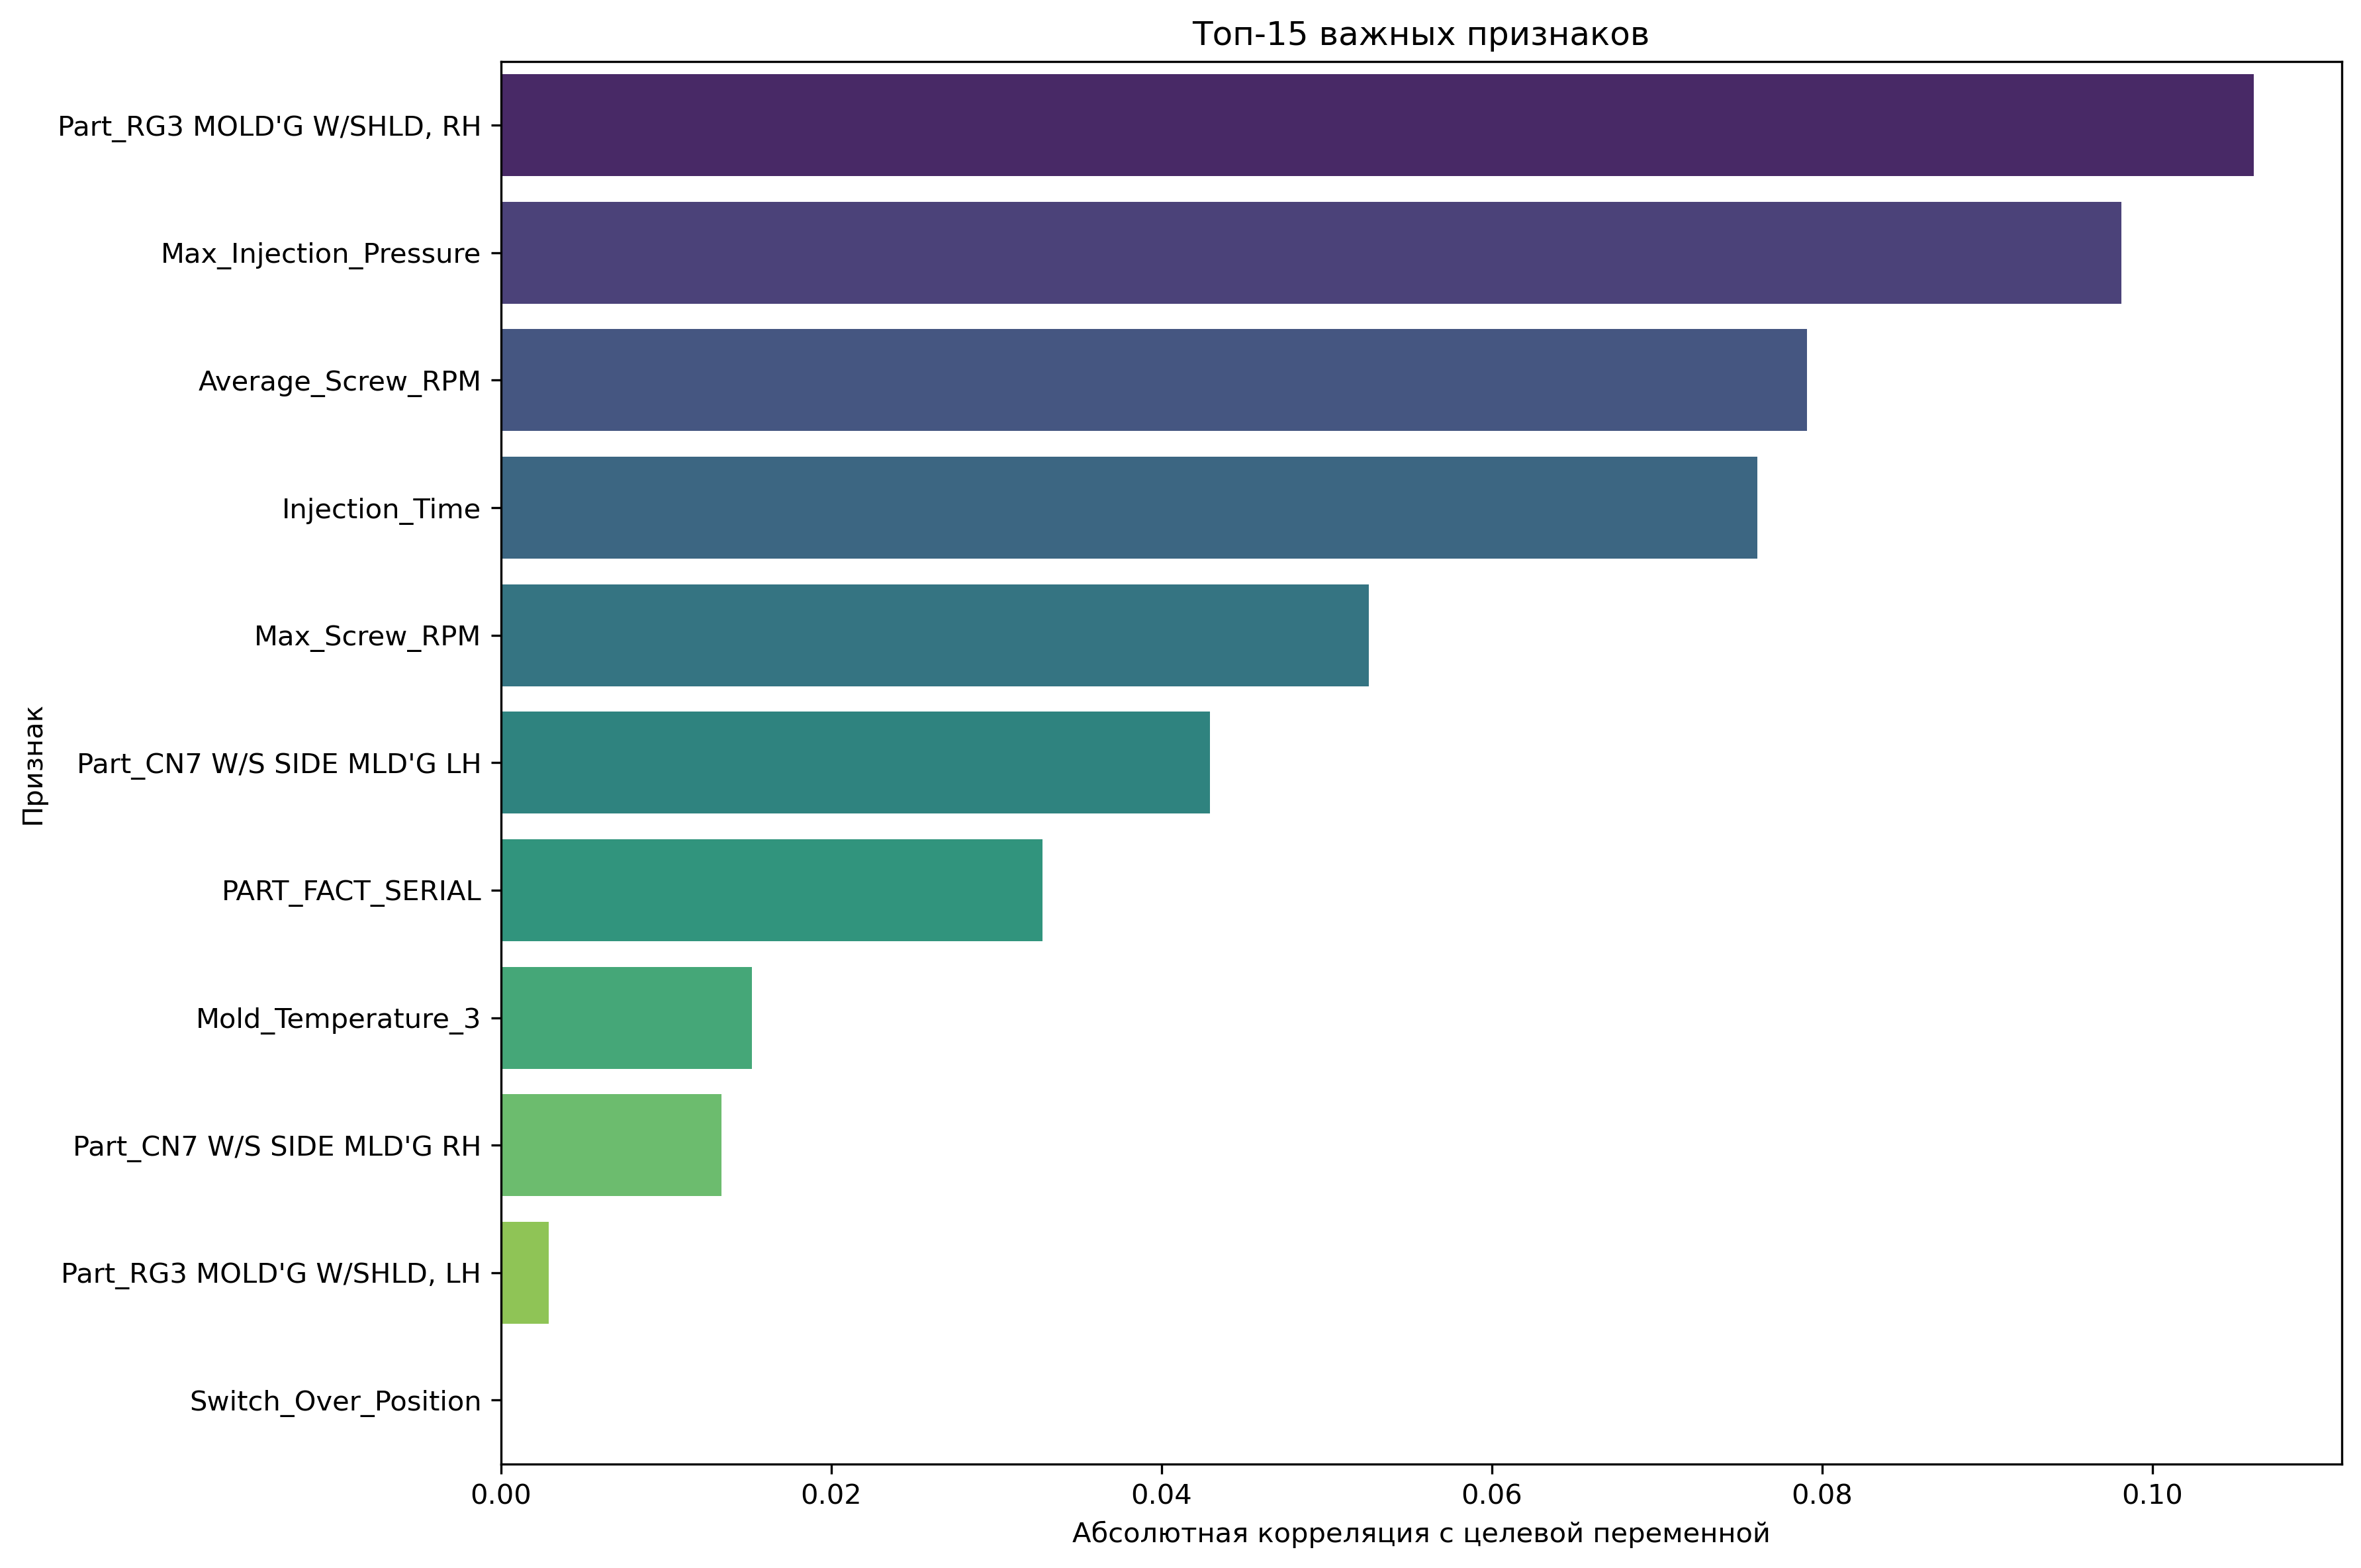 Топ-15 важных признаков
Part_RG3 MOLD'G W/SHLD, RH
Max_Injection_Pressure
Average_Screw_RPM
Injection_Time
Max_Screw_RPM
Part_CN7 W/S SIDE MLD'G LH
PART_FACT_SERIAL
Mold_Temperature_3
Part_CN7 W/S SIDE MLD'G RH
Part_RG3 MOLD'G W/SHLD, LH
Switch_Over_Position
Признак
0.00 0.02 0.04 0.06 0.08 0.10
Абсолютная корреляция с целевой переменной